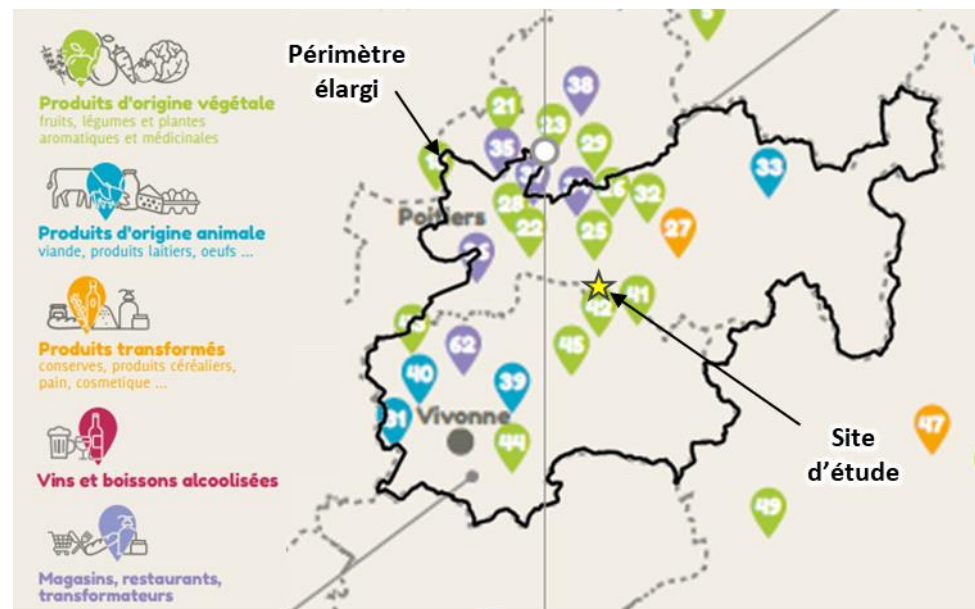 Produits d'origine végétale
fruits, légumes et plantes
aromatiques et médicinales
Produits d'origine animale
viande, produits laitiers, oeufs ...
Produits transformés
conserves, produits céréaliers,
pain, cosmetique ...
Vins et boissons alcoolisées
Magasins, restaurants,
transformateurs
Périmètre
élargi
5
38
21
23
35
29
33
32
28
Poitiers
22
25
27
41
42
62
45
40
39
Vivonne
44
47
49
Site
d'étude